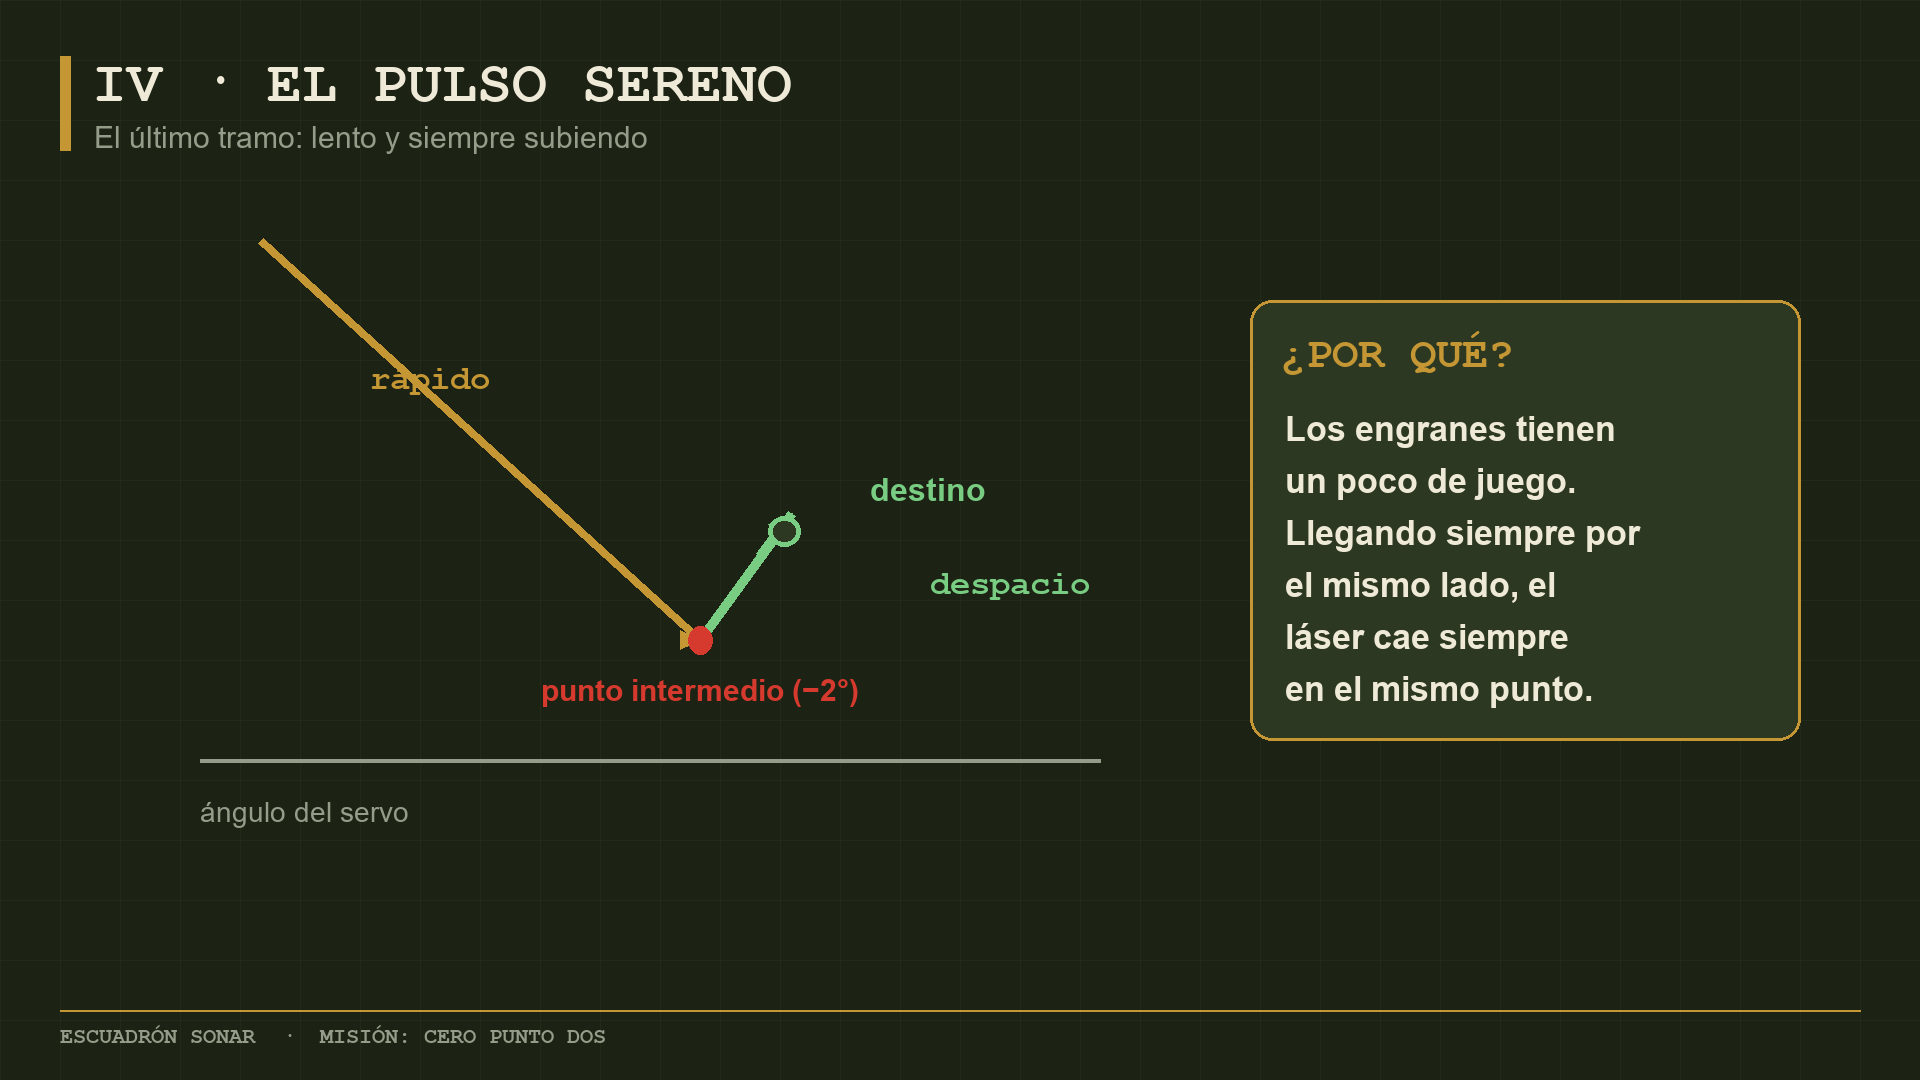 IV · EL PULSO SERENO
El último tramo: lento y siempre subiendo
rápido
destino
despacio
punto intermedio (−2°)
ángulo del servo
¿POR QUÉ?
Los engranes tienen
un poco de juego.
Llegando siempre por
el mismo lado, el
láser cae siempre
en el mismo punto.
ESCUADRÓN SONAR · MISIÓN: CERO PUNTO DOS